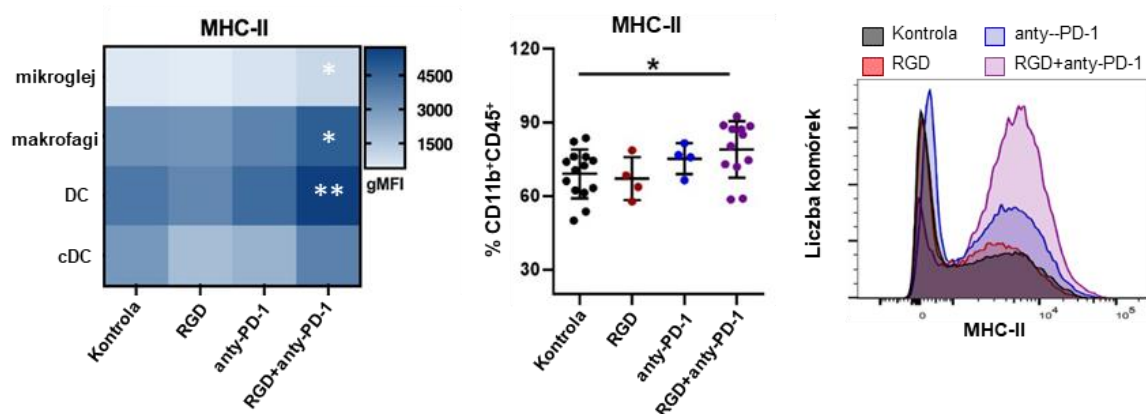 MHC-II
mikroglej
makrofagi
DC
cDC
*
*
**
4500
3000
1500
gMFI
Kontrola
RGD
anty-PD-1
RGD+anty-PD-1
MHC-II
*
120
90
60
30
% CD11b⁺CD45⁺
Kontrola
RGD
anty-PD-1
RGD+anty-PD-1
Kontrola
anty--PD-1
RGD
RGD+anty-PD-1
Liczba komórek
0
10⁴
10⁵
MHC-II